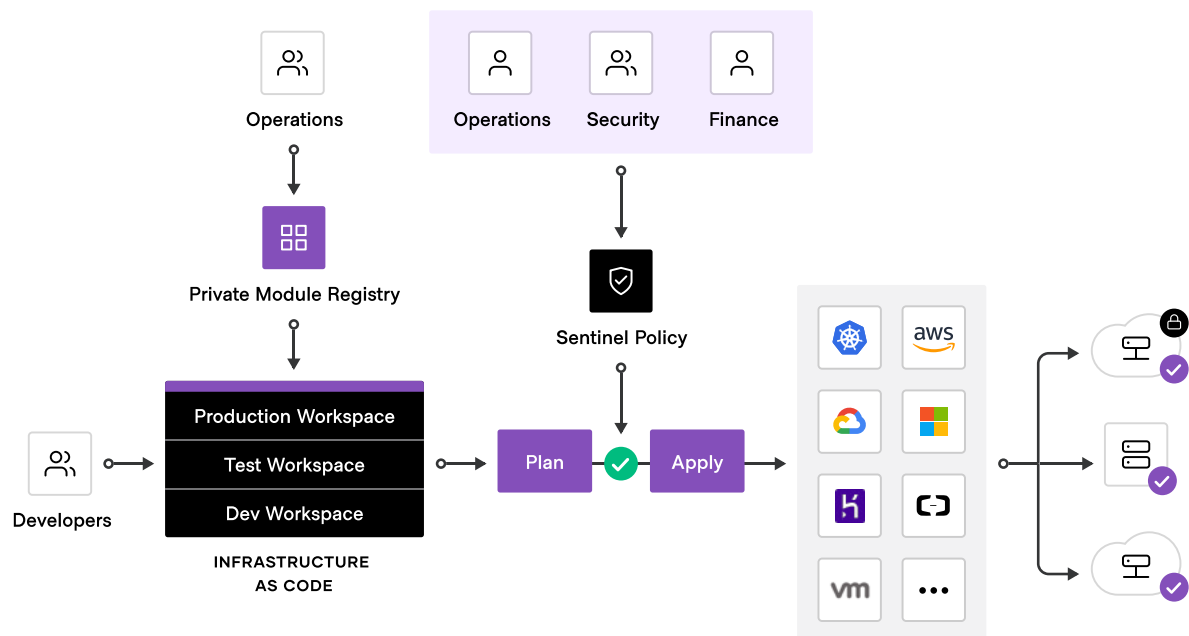 Operations
Operations
Security
Finance
Private Module Registry
Sentinel Policy
Production Workspace
Test Workspace
Dev Workspace
Developers
INFRASTRUCTURE
AS CODE
Plan
Apply
aws
vm